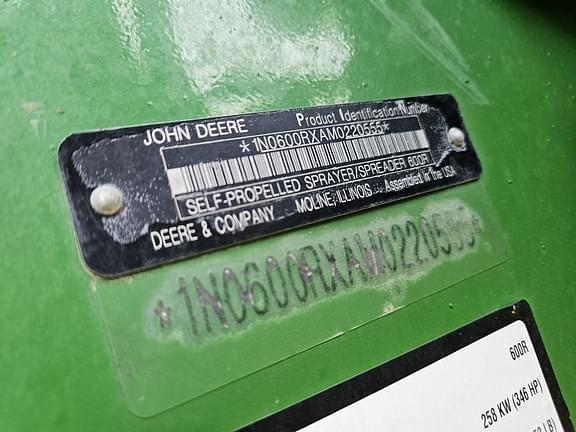 JOHN DEERE Product Identification Number
*1N0600RXAM0220555*
SELF-PROPELLED SPRAYER/SPREADER 600R
DEERE & COMPANY MOLINE, ILLINOIS Assembled in the USA
*1N0600RXAM0220555*
600R
258 KW (346 HP)
LB)